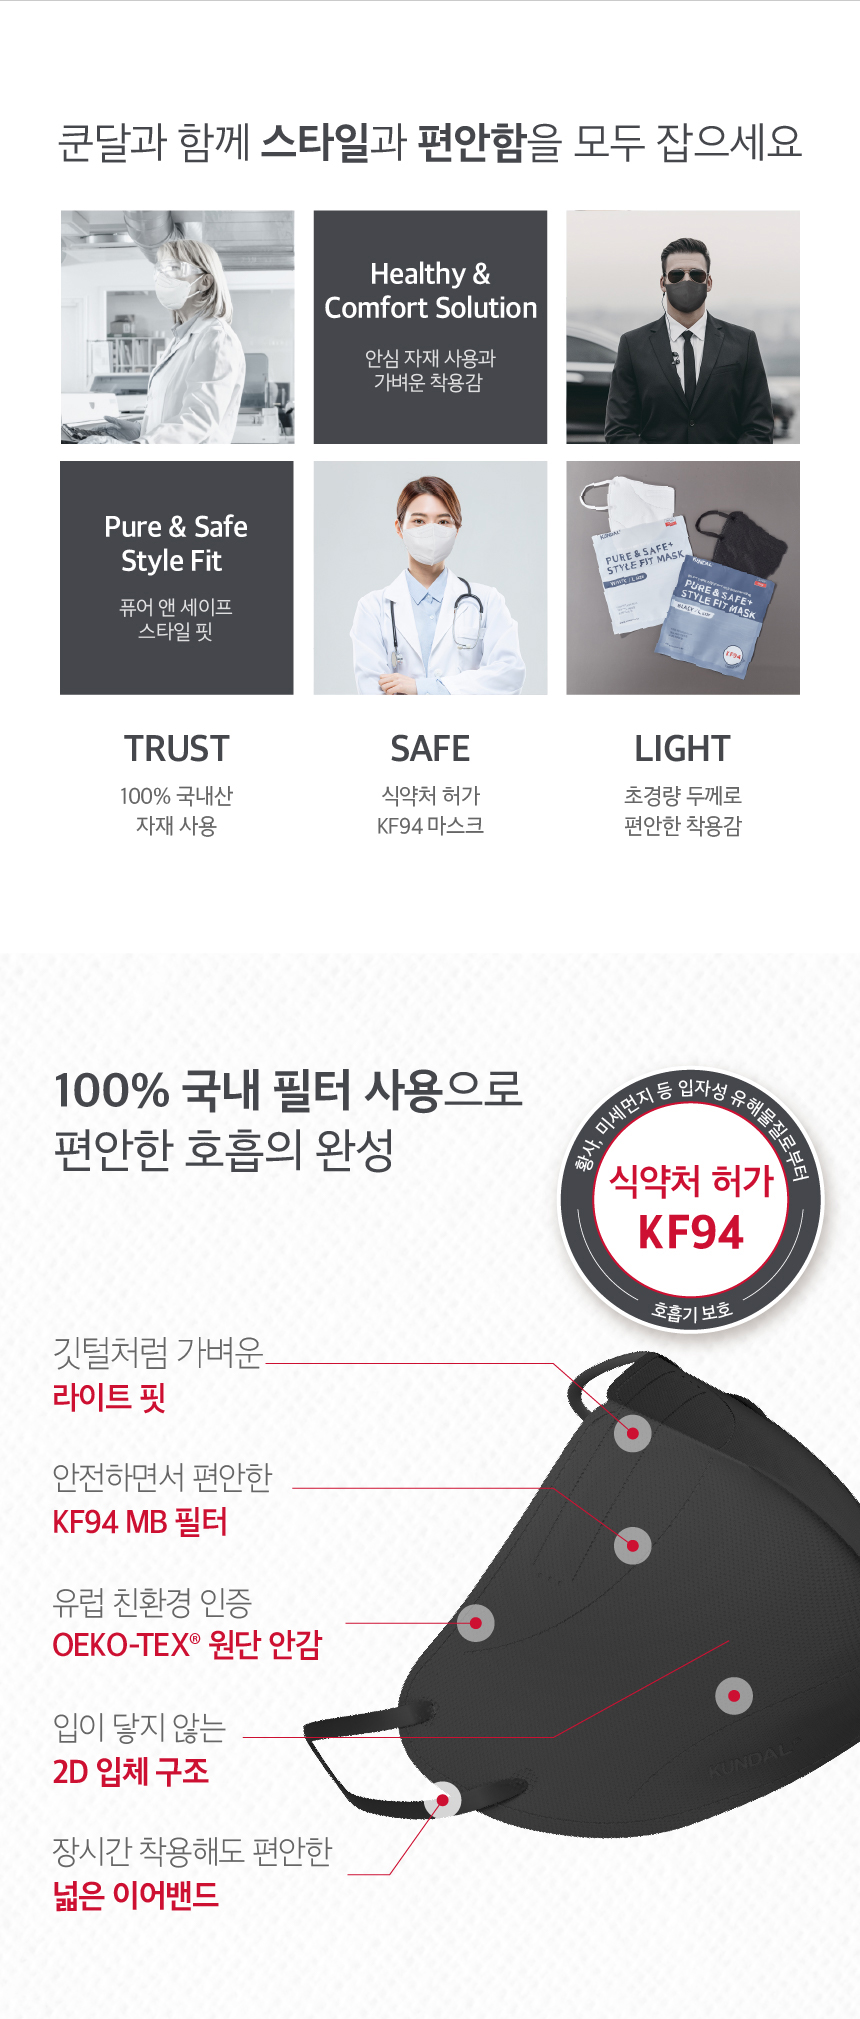 쿤달과 함께 스타일과 편안함을 모두 잡으세요
Healthy &
Comfort Solution
안심 자재 사용과
가벼운 착용감
Pure & Safe
Style Fit
퓨어 앤 세이프
스타일 핏
KUNDAL
PURE & SAFE+
STYLE FIT MASK
KUNDAL
PURE & SAFE+
STYLE FIT MASK
KF94
TRUST
100% 국내산
자재 사용
SAFE
식약처 허가
KF94 마스크
LIGHT
초경량 두께로
편안한 착용감
100% 국내 필터 사용으로
편안한 호흡의 완성
황사, 미세먼지 등 입자성 유해물질로부터
식약처 허가
KF94
호흡기 보호
깃털처럼 가벼운
라이트 핏
안전하면서 편안한
KF94 MB 필터
유럽 친환경 인증
OEKO-TEX® 원단 안감
입이 닿지 않는
2D 입체 구조
KUNDAL
장시간 착용해도 편안한
넓은 이어밴드